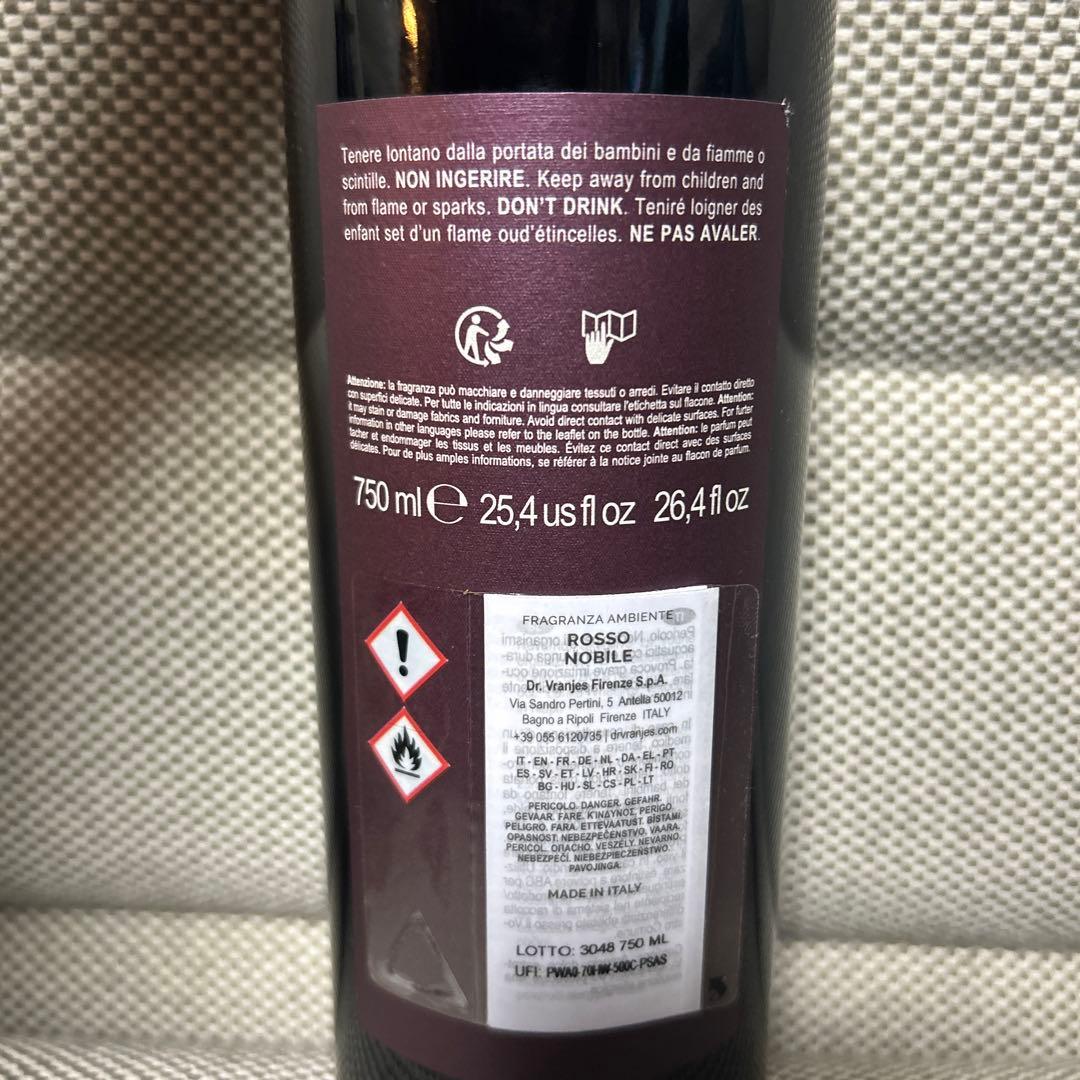 Tenere lontano dalla portata dei bambini e da fiamme o
scintille. NON INGERIRE. Keep away from children and
from flame or sparks. DON'T DRINK. Teniré loigner des
enfant set d'un flame oud'étincelles. NE PAS AVALER.
Attenzione: la fragranza può macchiare e danneggiare tessuti o arredi. Evitare il contatto diretto
con superfici delicate. Per tutte le indicazioni in lingua consultare l'etichetta sul flacone. Attention:
it may stain or damage fabrics and forniture. Avoid direct contact with delicate surfaces. For furter
information in other languages please refer to the leaflet on the bottle. Attention: le parfum peut
tacher et endommager les tissus et les meubles. Évitez ce contact direct avec des surfaces
délicates. Pour de plus amples informations, se référer à la notice jointe au flacon de parfum.
750 ml e 25,4 us fl oz 26,4 fl oz
FRAGRANZA AMBIENTE
ROSSO
NOBILE
Dr. Vranjes Firenze S.p.A.
Via Sandro Pertini, 5 Antella 50012
Bagno a Ripoli Firenze ITALY
+39 055 6120735 | drvranjes.com
IT - EN - FR - DE - NL - DA - EL - PT
ES - SV - ET - LV - HR - SK - FI - RO
BG - HU - SL - CS - PL - LT
PERICOLO. DANGER. GEFAHR.
GEVAAR. FARE. ΚΊΝΔΥΝΟΣ. PERIGO.
PELIGRO. FARA. ETTEVAATUST. BĪSTAMI.
OPASNOST. NEBEZPEČENSTVO. VAARA.
PERICOL. ОПАСНО. VESZÉLY. NEVARNO.
NEBEZPEČÍ. NIEBEZPIECZEŃSTWO.
PAVOJINGA.
MADE IN ITALY
LOTTO: 3048 750 ML
UFI: PWA0-70HW-500C-PSAS